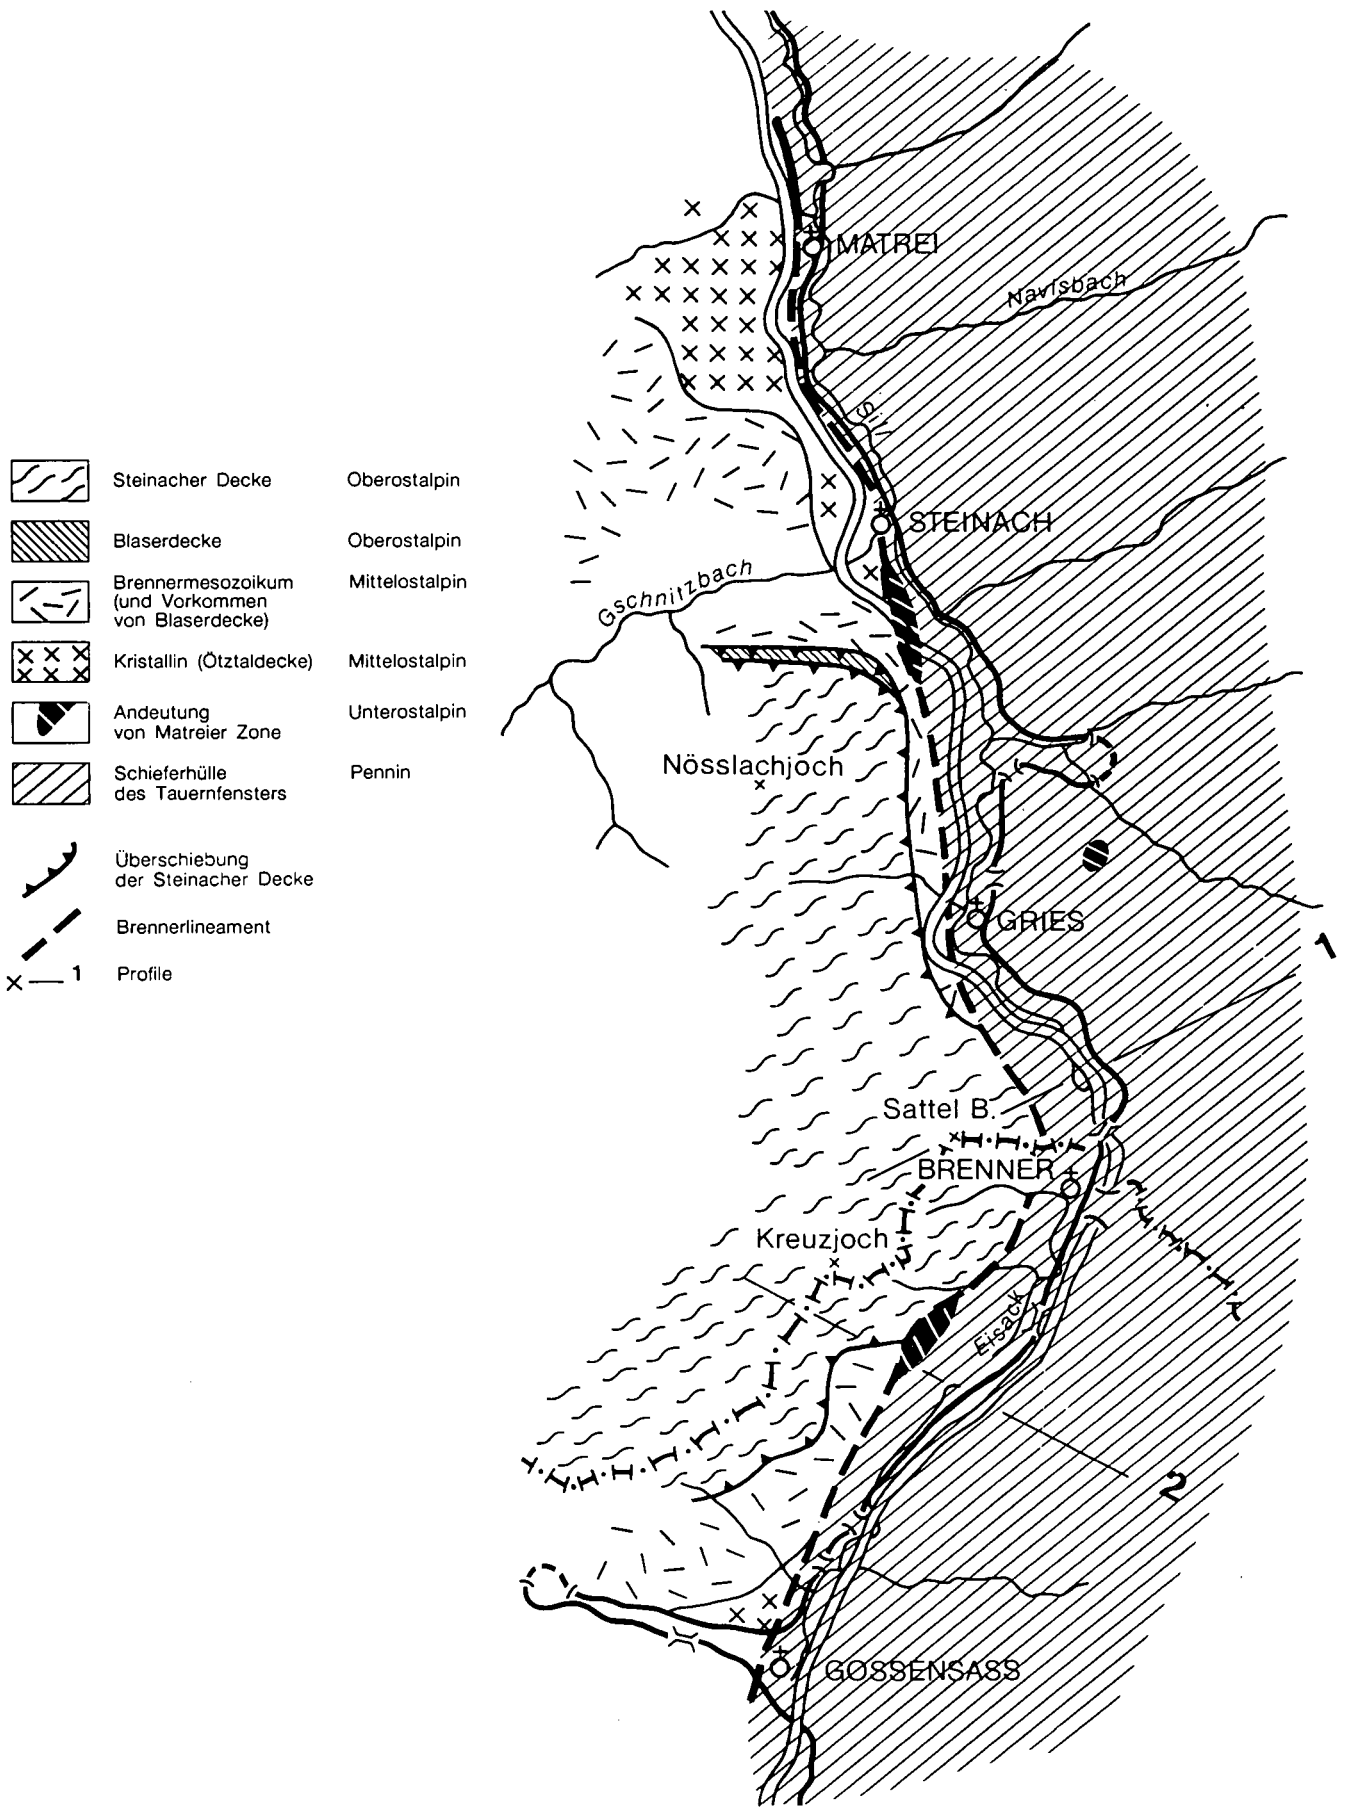 MATREI
Navisbach
Sill
STEINACH
Gschnitzbach
Nösslachjoch
GRIES
1
Sattel B.
BRENNER
Kreuzjoch
Eisack
2
GOSSENSASS
Steinacher Decke Oberostalpin
Blaserdecke Oberostalpin
Brennermesozoikum Mittelostalpin
(und Vorkommen
von Blaserdecke)
Kristallin (Ötztaldecke) Mittelostalpin
Andeutung Unterostalpin
von Matreier Zone
Schieferhülle Pennin
des Tauernfensters
Überschiebung
der Steinacher Decke
Brennerlineament
x — 1 Profile